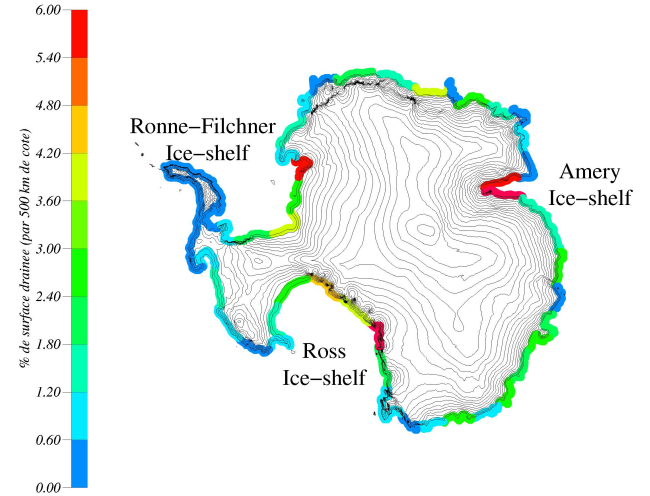 6.00
5.40
4.80
4.20
3.60
3.00
2.40
1.80
1.20
0.60
0.00
% de surface drainee (par 500 km de cote)
Ronne−Filchner
Ice−shelf
Amery
Ice−shelf
Ross
Ice−shelf